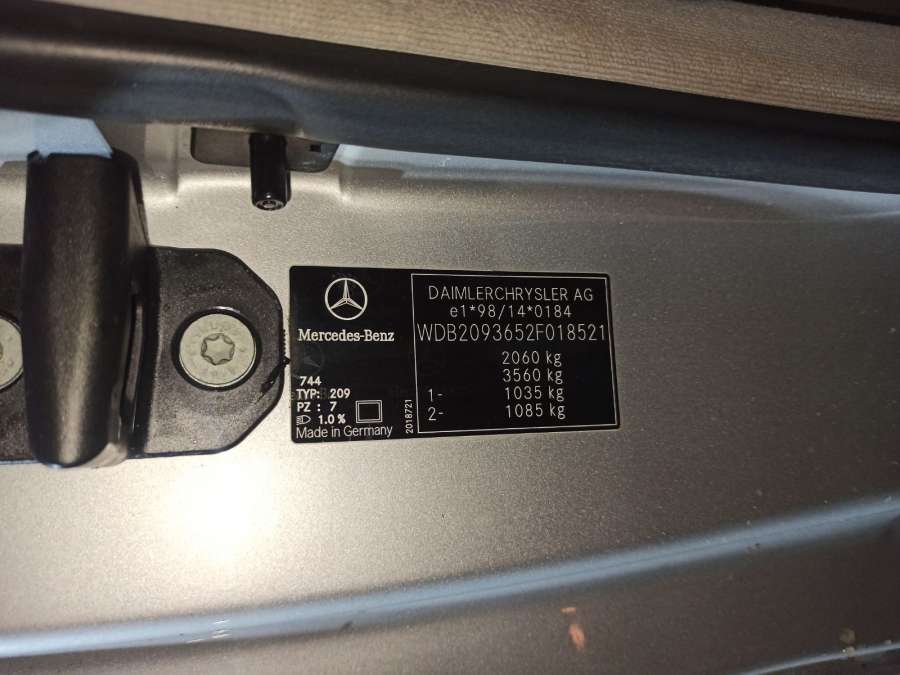 Mercedes-Benz
744
TYP: 209
PZ : 7
1.0 %
Made in Germany
2018721
DAIMLERCHRYSLER AG
e1*98/14*0184
WDB2093652F018521
2060 kg
3560 kg
1- 1035 kg
2- 1085 kg